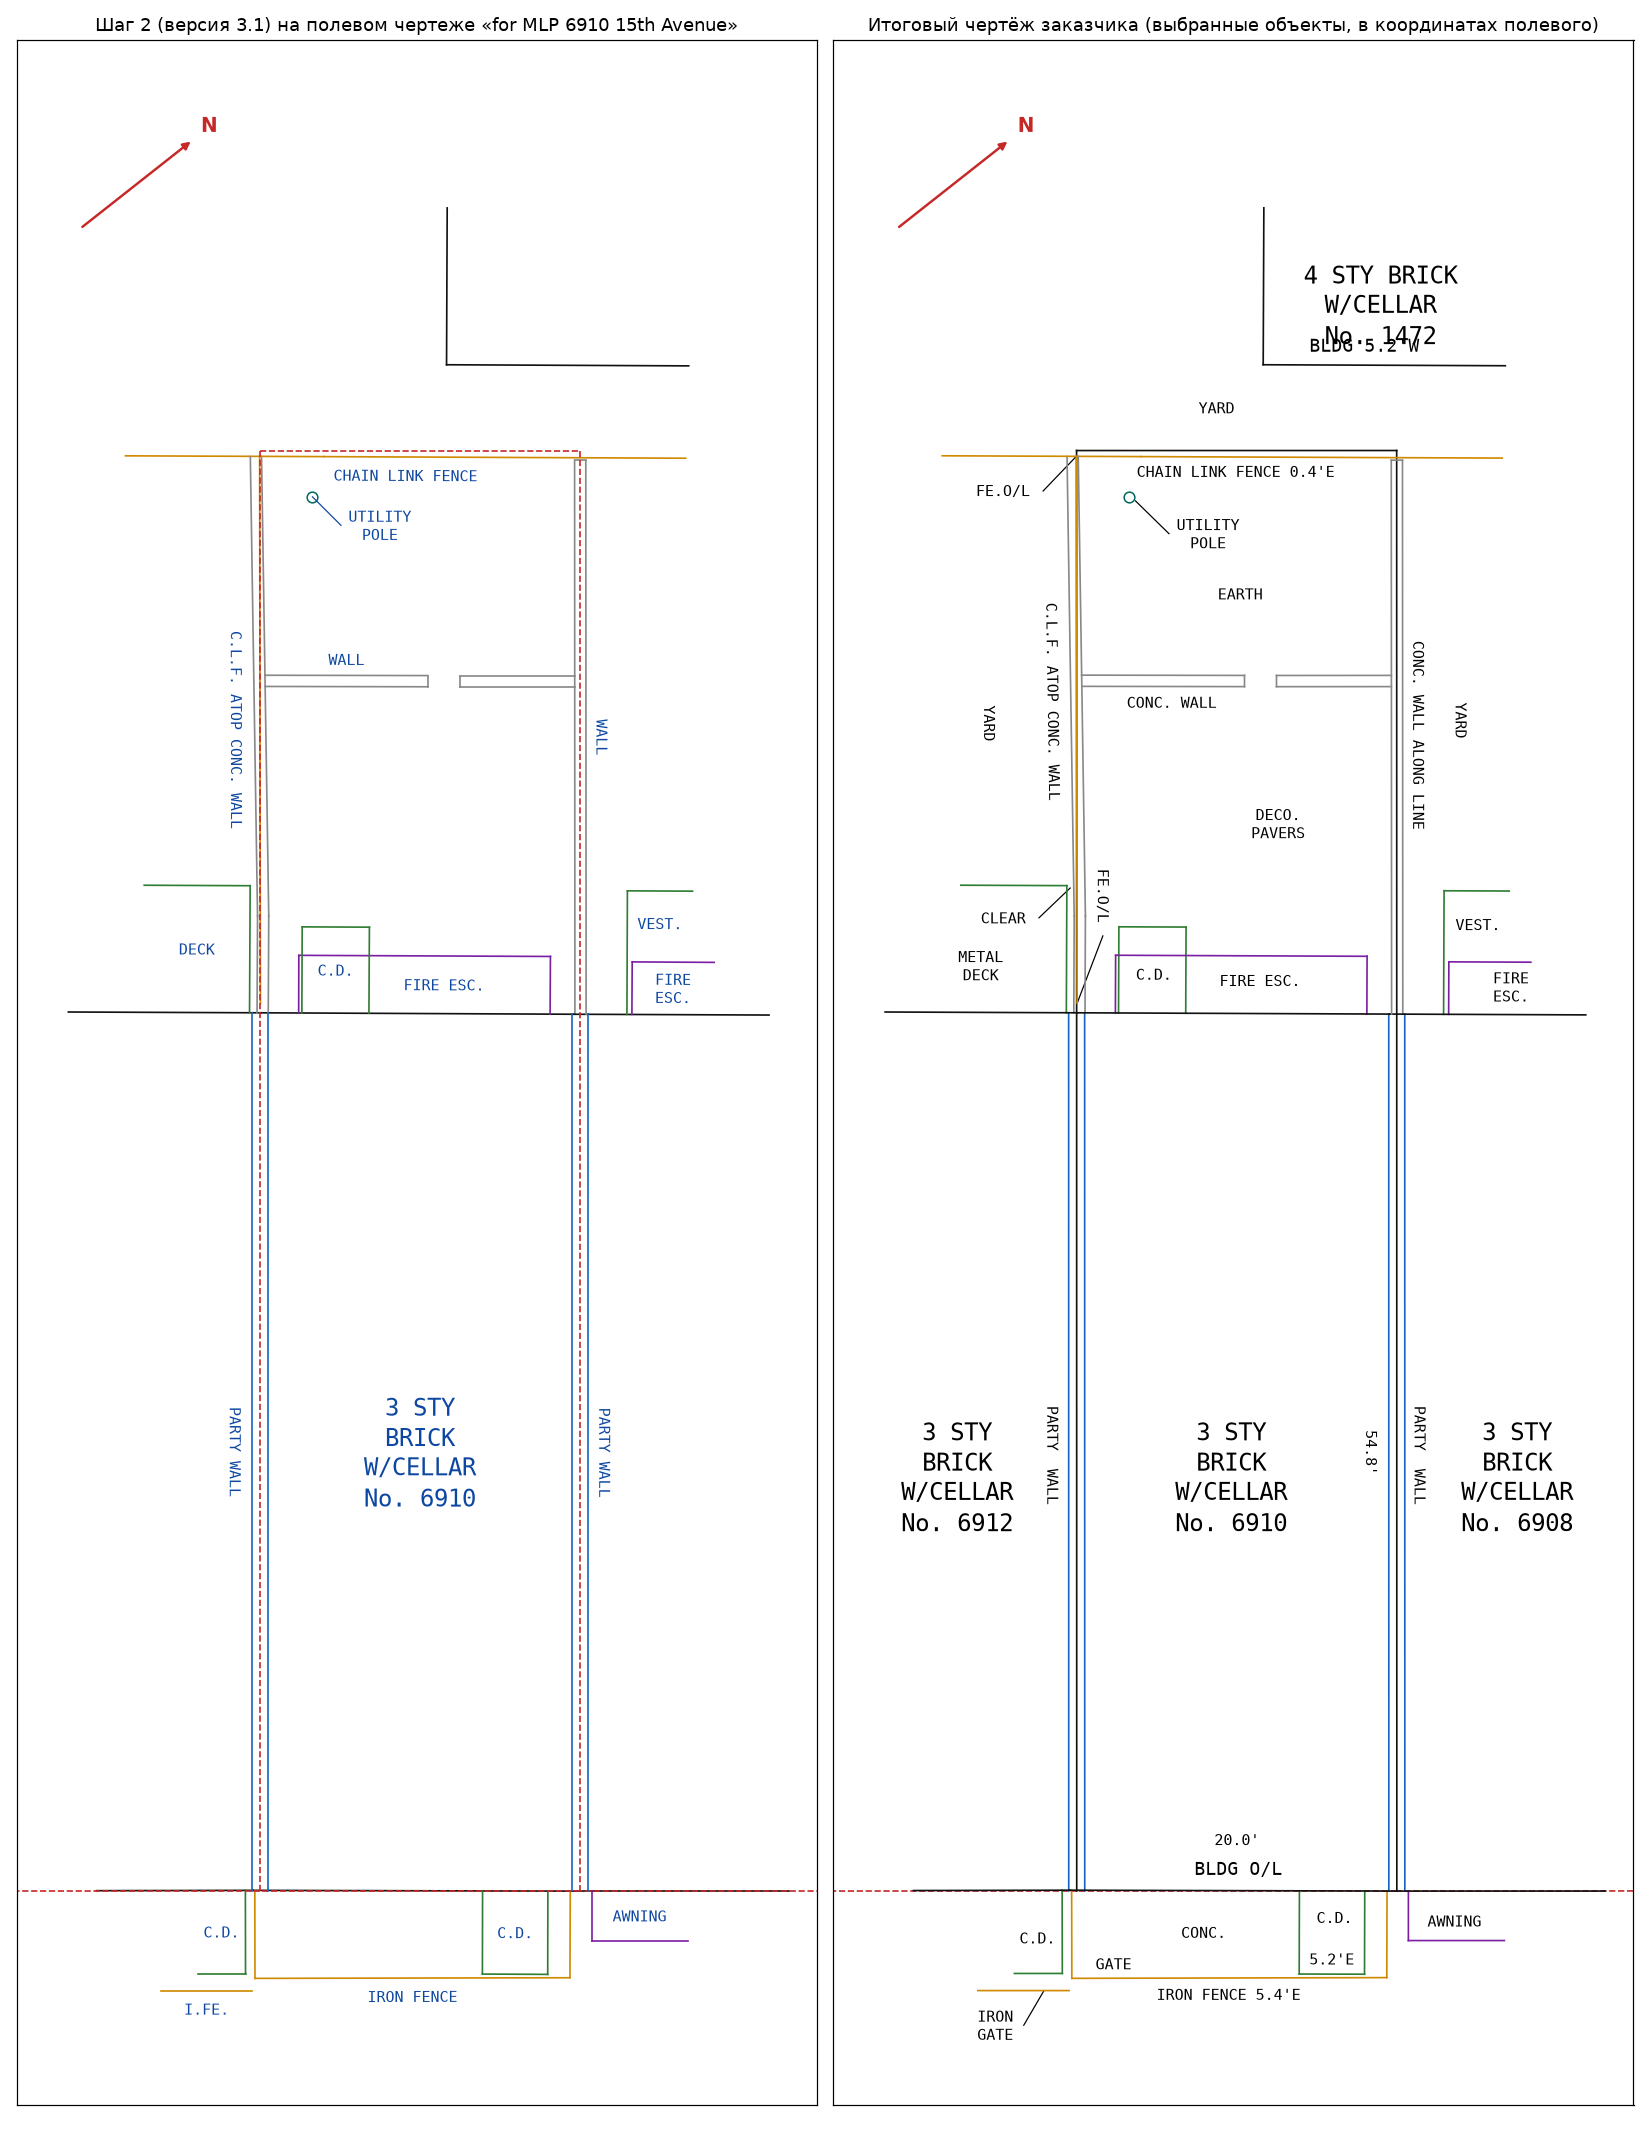 Шаг 2 (версия 3.1) на полевом чертеже «for MLP 6910 15th Avenue»
N
CHAIN LINK FENCE
UTILITY
POLE
C.L.F. ATOP CONC. WALL
WALL
WALL
DECK
C.D.
FIRE ESC.
VEST.
FIRE
ESC.
PARTY WALL
3 STY
BRICK
W/CELLAR
No. 6910
PARTY WALL
C.D.
C.D.
AWNING
I.FE.
IRON FENCE
Итоговый чертёж заказчика (выбранные объекты, в координатах полевого)
N
4 STY BRICK
W/CELLAR
No. 1472
BLDG 5.2'W
YARD
CHAIN LINK FENCE 0.4'E
FE.O/L
UTILITY
POLE
EARTH
C.L.F. ATOP CONC. WALL
CONC. WALL
CONC. WALL ALONG LINE
YARD
YARD
DECO.
PAVERS
FE.O/L
CLEAR
METAL
DECK
C.D.
FIRE ESC.
VEST.
FIRE
ESC.
3 STY
BRICK
W/CELLAR
No. 6912
PARTY WALL
3 STY
BRICK
W/CELLAR
No. 6910
54.8'
PARTY WALL
3 STY
BRICK
W/CELLAR
No. 6908
20.0'
BLDG O/L
C.D.
GATE
CONC.
C.D.
5.2'E
AWNING
IRON FENCE 5.4'E
IRON
GATE